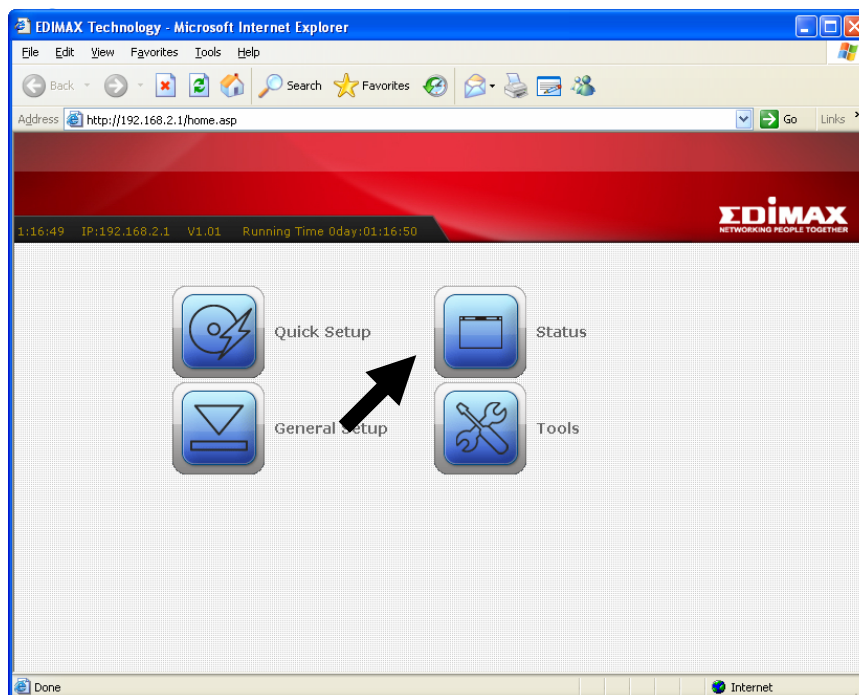 EDIMAX Technology - Microsoft Internet Explorer
File Edit View Favorites Tools Help
Back Search Favorites
Address http://192.168.2.1/home.asp Go Links
EDIMAX
NETWORKING PEOPLE TOGETHER
1:16:49 IP:192.168.2.1 V1.01 Running Time 0day:01:16:50
Quick Setup Status
General Setup Tools
Done Internet